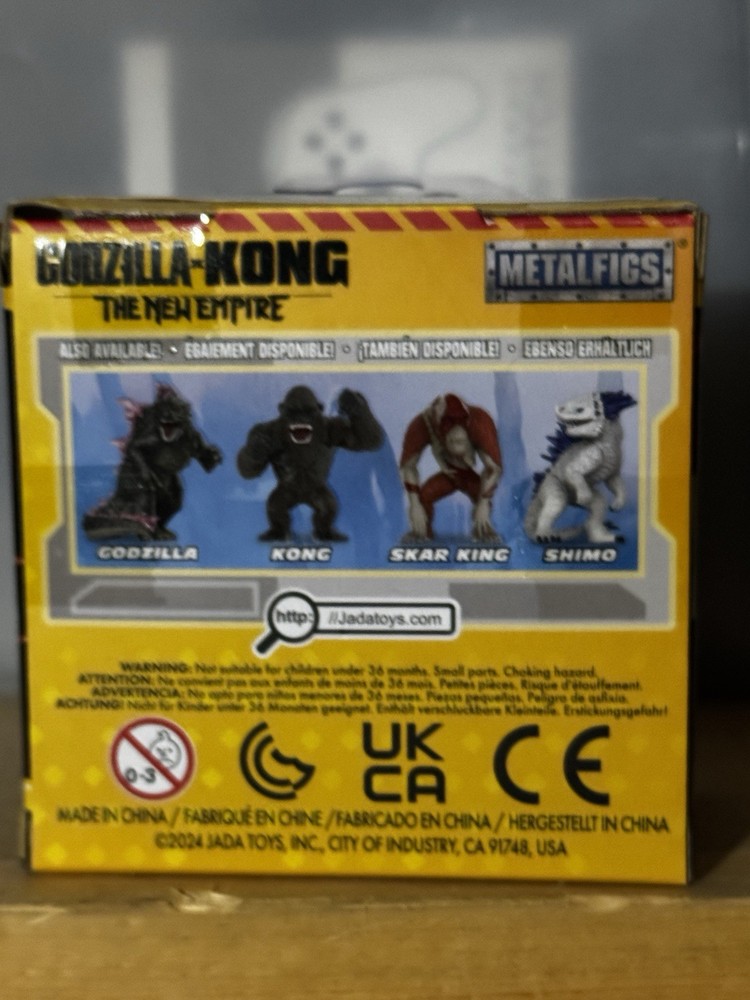 GODZILLA-KONG
THE NEW EMPIRE
METALFIGS
®
ALSO AVAILABLE! • ÉGALEMENT DISPONIBLE! • ¡TAMBIÉN DISPONIBLE! • EBENSO ERHÄLTLICH
GODZILLA KONG SKAR KING SHIMO
http: //Jadatoys.com
WARNING: Not suitable for children under 36 months. Small parts. Choking hazard.
ATTENTION: Ne convient pas aux enfants de moins de 36 mois. Petites pièces. Risque d'étouffement.
ADVERTENCIA: No apto para niños menores de 36 meses. Piezas pequeñas. Peligro de asfixia.
ACHTUNG! Nicht für Kinder unter 36 Monaten geeignet. Enthält verschluckbare Kleinteile. Erstickungsgefahr!
0-3
UK
CA
CE
MADE IN CHINA / FABRIQUÉ EN CHINE / FABRICADO EN CHINA / HERGESTELLT IN CHINA
©2024 JADA TOYS, INC., CITY OF INDUSTRY, CA 91748, USA